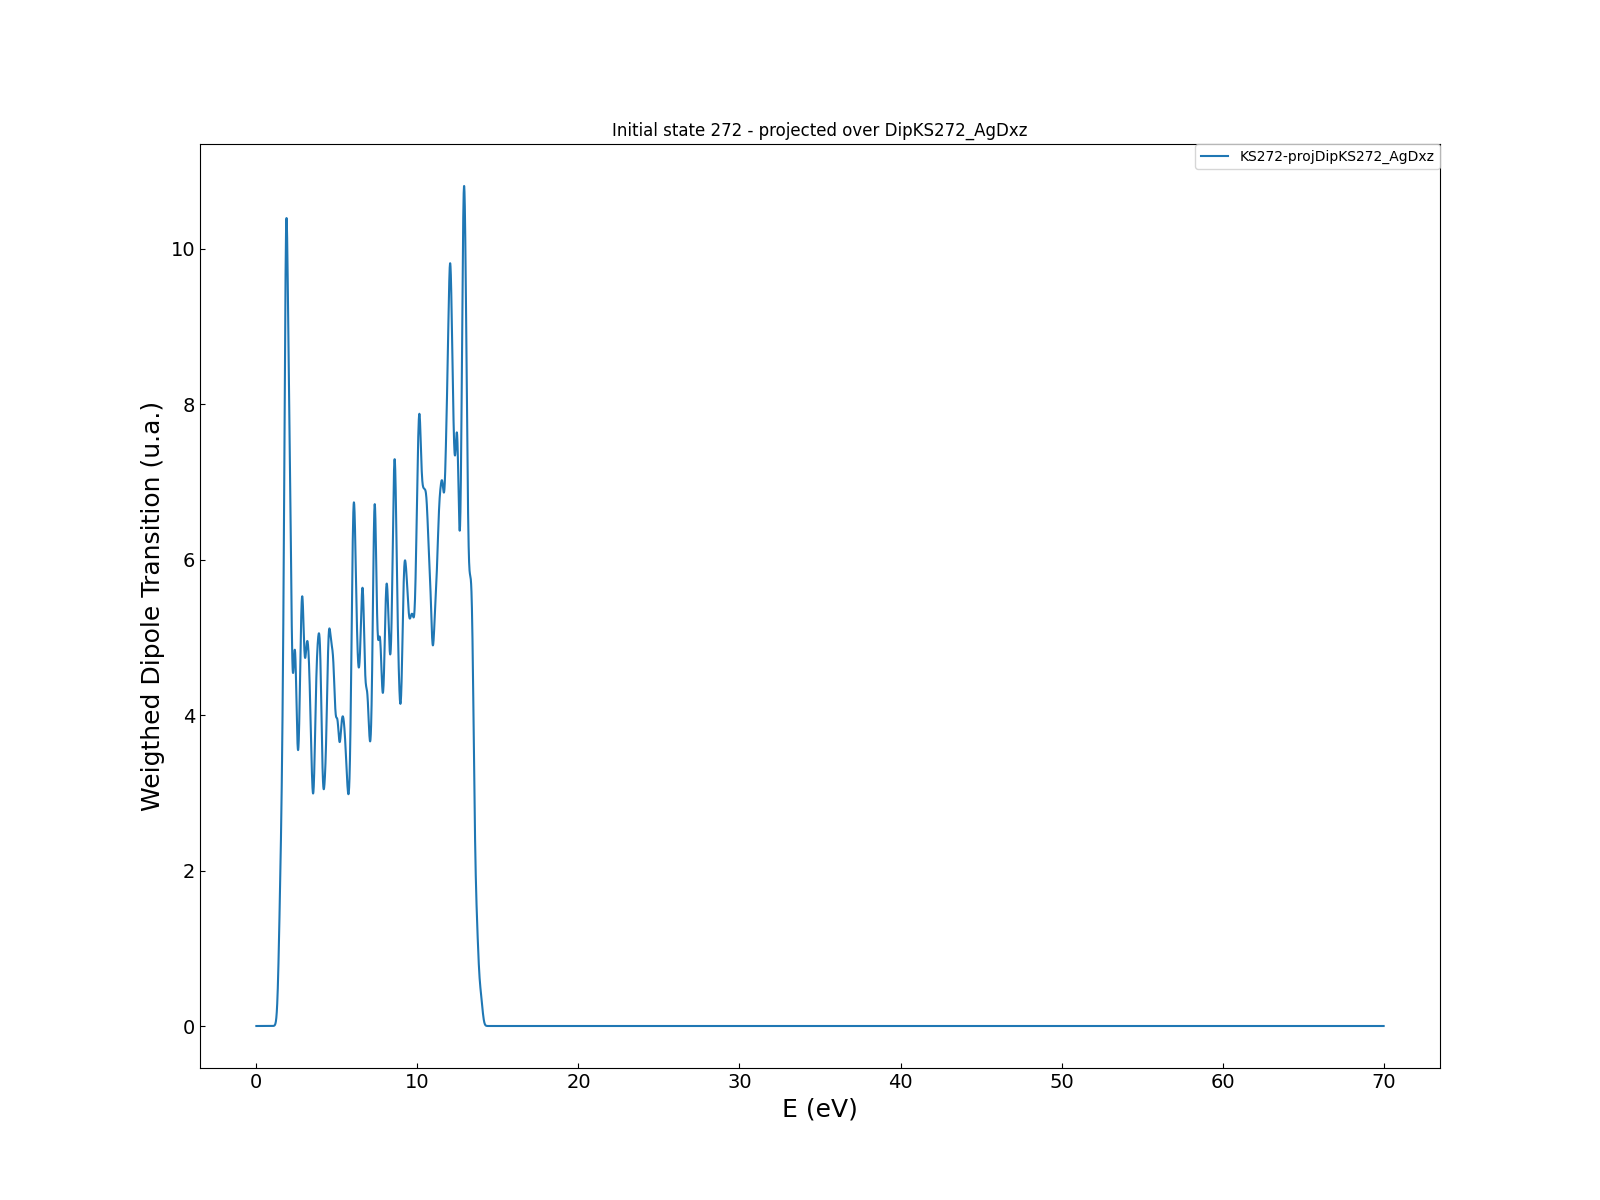 Initial state 272 - projected over DipKS272_AgDxz
KS272-projDipKS272_AgDxz
Weigthed Dipole Transition (u.a.)
10
8
6
4
2
0
0 10 20 30 40 50 60 70
E (eV)